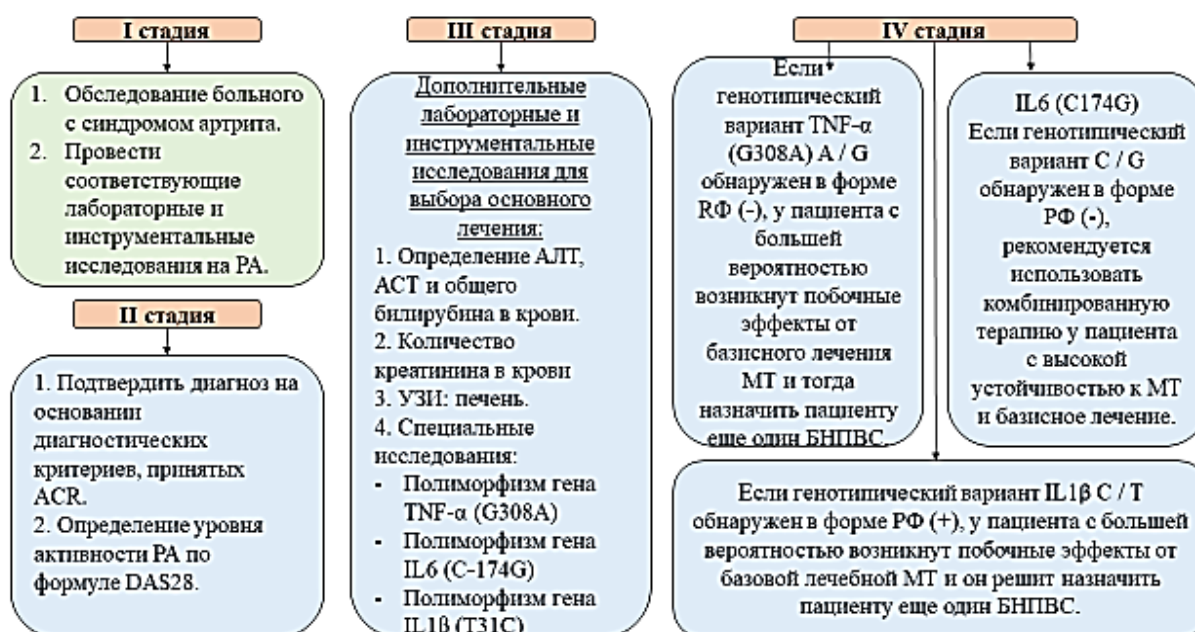 I стадия
1. Обследование больного
с синдромом артрита.
2. Провести
соответствующие
лабораторные и
инструментальные
исследования на РА.
II стадия
1. Подтвердить диагноз на
основании
диагностических
критериев, принятых
ACR.
2. Определение уровня
активности РА по
формуле DAS28.
III стадия
Дополнительные
лабораторные и
инструментальные
исследования для
выбора основного
лечения:
1. Определение АЛТ,
АСТ и общего
билирубина в крови.
2. Количество
креатинина в крови
3. УЗИ: печень.
4. Специальные
исследования:
- Полиморфизм гена
TNF-α (G308A)
- Полиморфизм гена
IL6 (C-174G)
- Полиморфизм гена
IL1β (T31C)
IV стадия
Если
генотипический
вариант TNF-α
(G308A) A / G
обнаружен в форме
RФ (-), у пациента с
большей
вероятностью
возникнут побочные
эффекты от
базисного лечения
МТ и тогда
назначить пациенту
еще один БНПВС.
IL6 (C174G)
Если генотипический
вариант C / G
обнаружен в форме
РФ (-),
рекомендуется
использовать
комбинированную
терапию у пациента
с высокой
устойчивостью к МТ
и базисное лечение.
Если генотипический вариант IL1β C / T
обнаружен в форме РФ (+), у пациента с большей
вероятностью возникнут побочные эффекты от
базовой лечебной МТ и он решит назначить
пациенту еще один БНПВС.